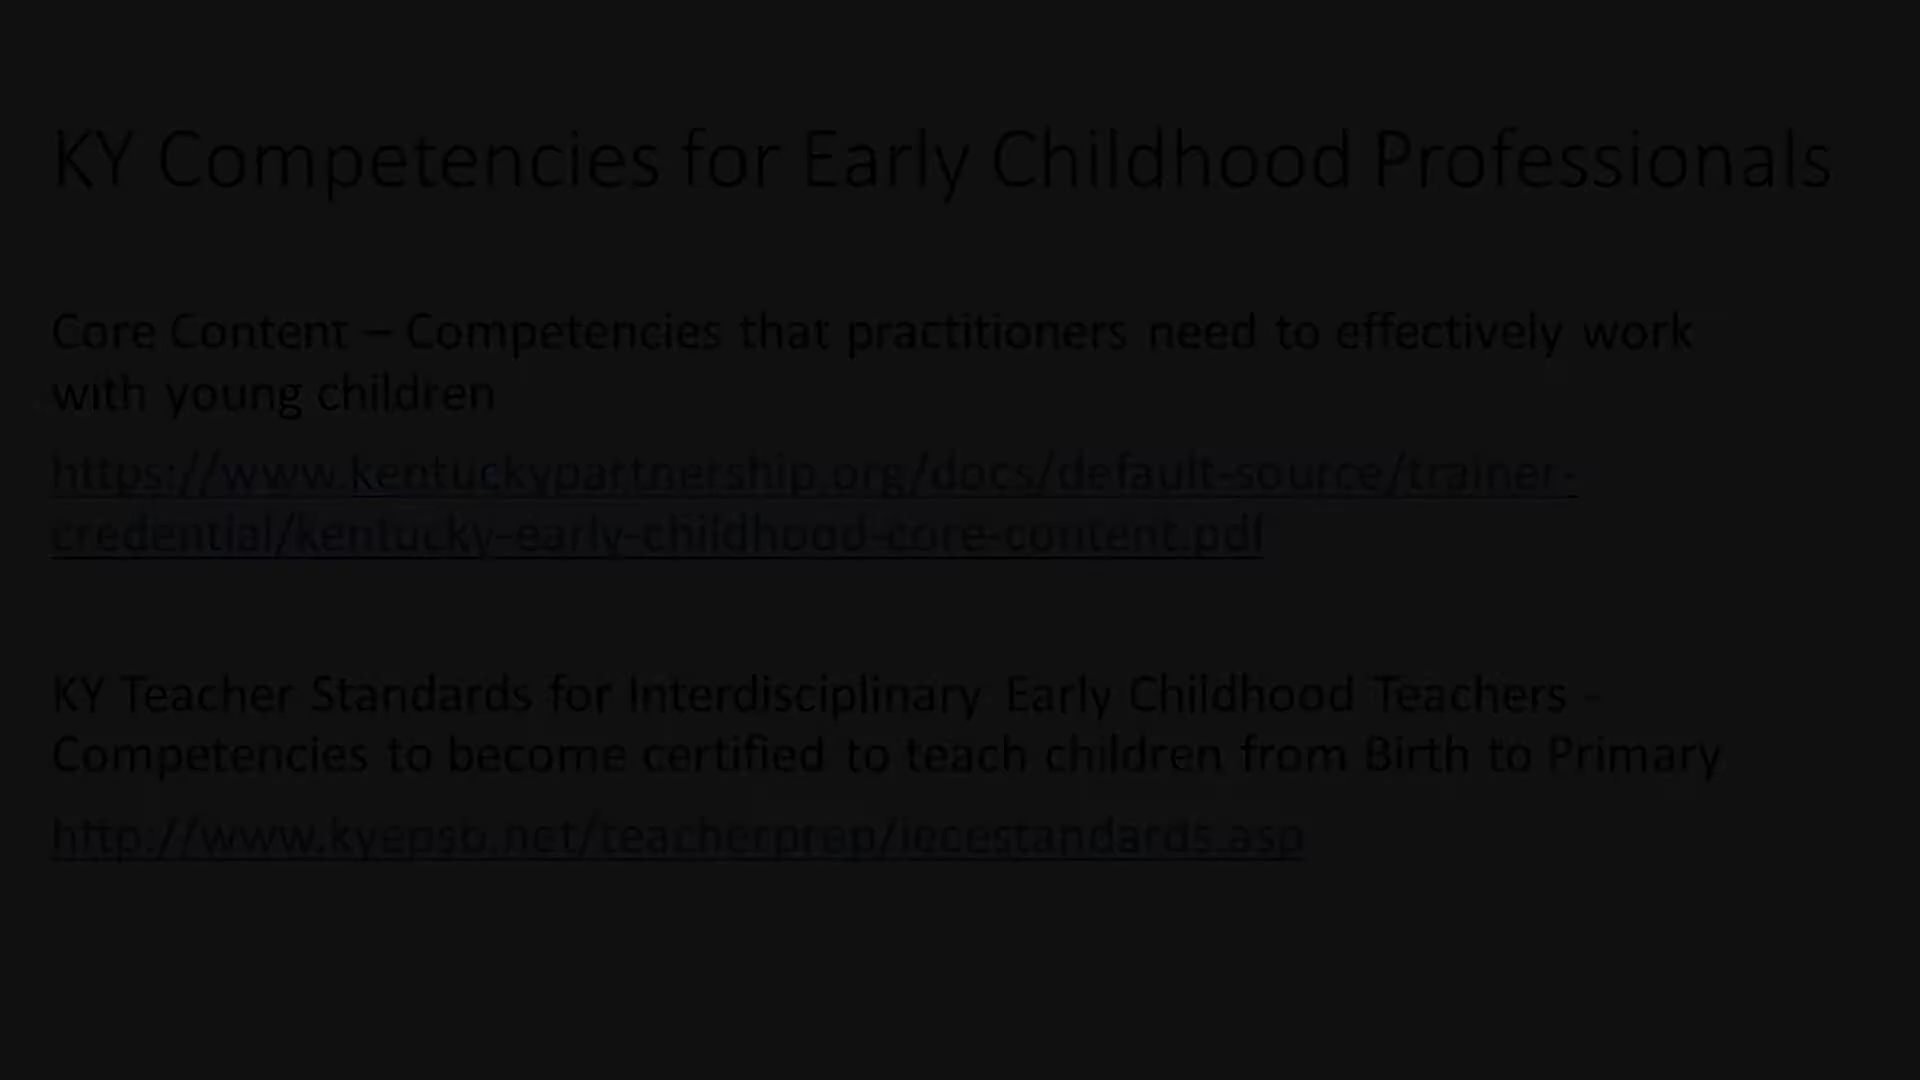 KY Competencies for Early Childhood Professionals
Core Content – Competencies that practitioners need to effectively work
with young children
https://www.kentuckypartnership.org/docs/default-source/trainer-
credential/kentucky-early-childhood-core-content.pdf
KY Teacher Standards for Interdisciplinary Early Childhood Teachers -
Competencies to become certified to teach children from Birth to Primary
http://www.kyepsb.net/teacherprep/iecestandards.asp